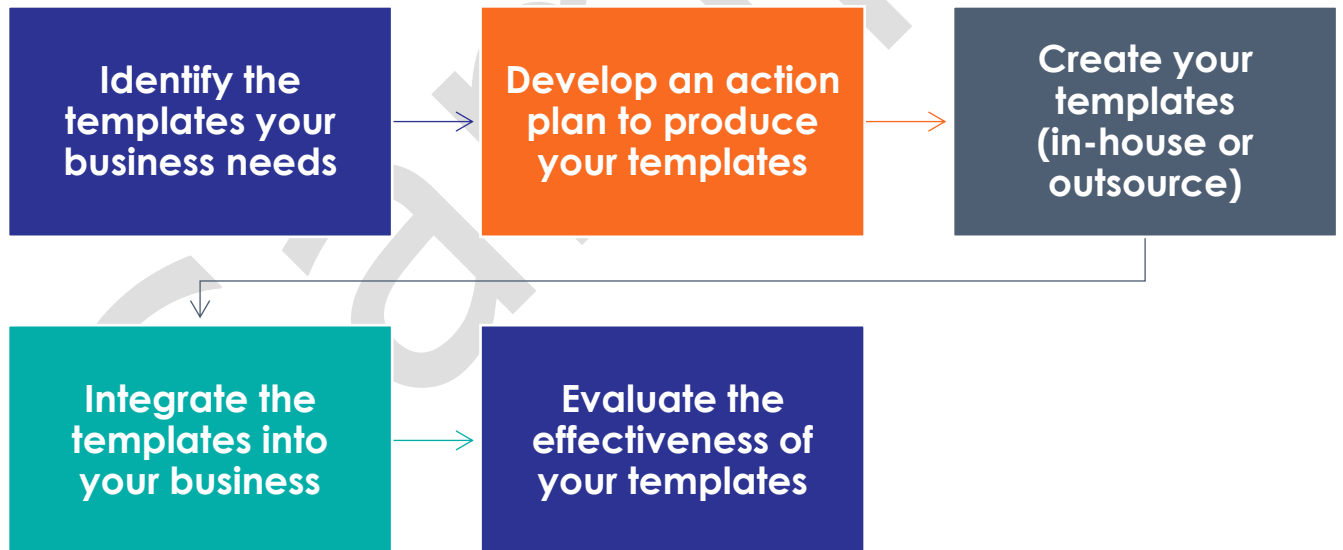 Identify the
templates your
business needs
Develop an action
plan to produce
your templates
Create your
templates
(in-house or
outsource)
Integrate the
templates into
your business
Evaluate the
effectiveness of
your templates